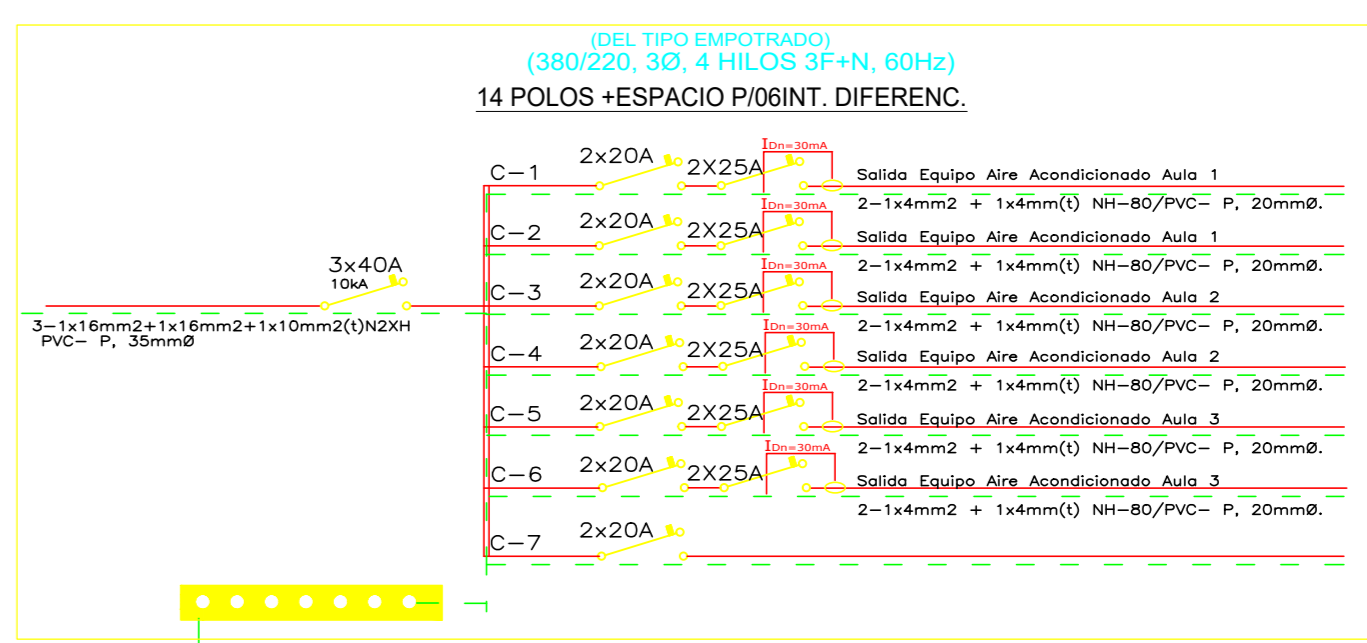 (DEL TIPO EMPOTRADO)
(380/220, 3Ø, 4 HILOS 3F+N, 60Hz)
14 POLOS +ESPACIO P/06INT. DIFERENC.
C-1 2x20A 2X25A IDn=30mA Salida Equipo Aire Acondicionado Aula 1
2-1x4mm2 + 1x4mm(t) NH-80/PVC- P, 20mmØ.
C-2 2x20A 2X25A IDn=30mA Salida Equipo Aire Acondicionado Aula 1
2-1x4mm2 + 1x4mm(t) NH-80/PVC- P, 20mmØ.
3x40A
10kA
3-1x16mm2+1x16mm2+1x10mm2(t)N2XH
PVC- P, 35mmØ
C-3 2x20A 2X25A IDn=30mA Salida Equipo Aire Acondicionado Aula 2
2-1x4mm2 + 1x4mm(t) NH-80/PVC- P, 20mmØ.
C-4 2x20A 2X25A IDn=30mA Salida Equipo Aire Acondicionado Aula 2
2-1x4mm2 + 1x4mm(t) NH-80/PVC- P, 20mmØ.
C-5 2x20A 2X25A IDn=30mA Salida Equipo Aire Acondicionado Aula 3
2-1x4mm2 + 1x4mm(t) NH-80/PVC- P, 20mmØ.
C-6 2x20A 2X25A IDn=30mA Salida Equipo Aire Acondicionado Aula 3
2-1x4mm2 + 1x4mm(t) NH-80/PVC- P, 20mmØ.
C-7 2x20A